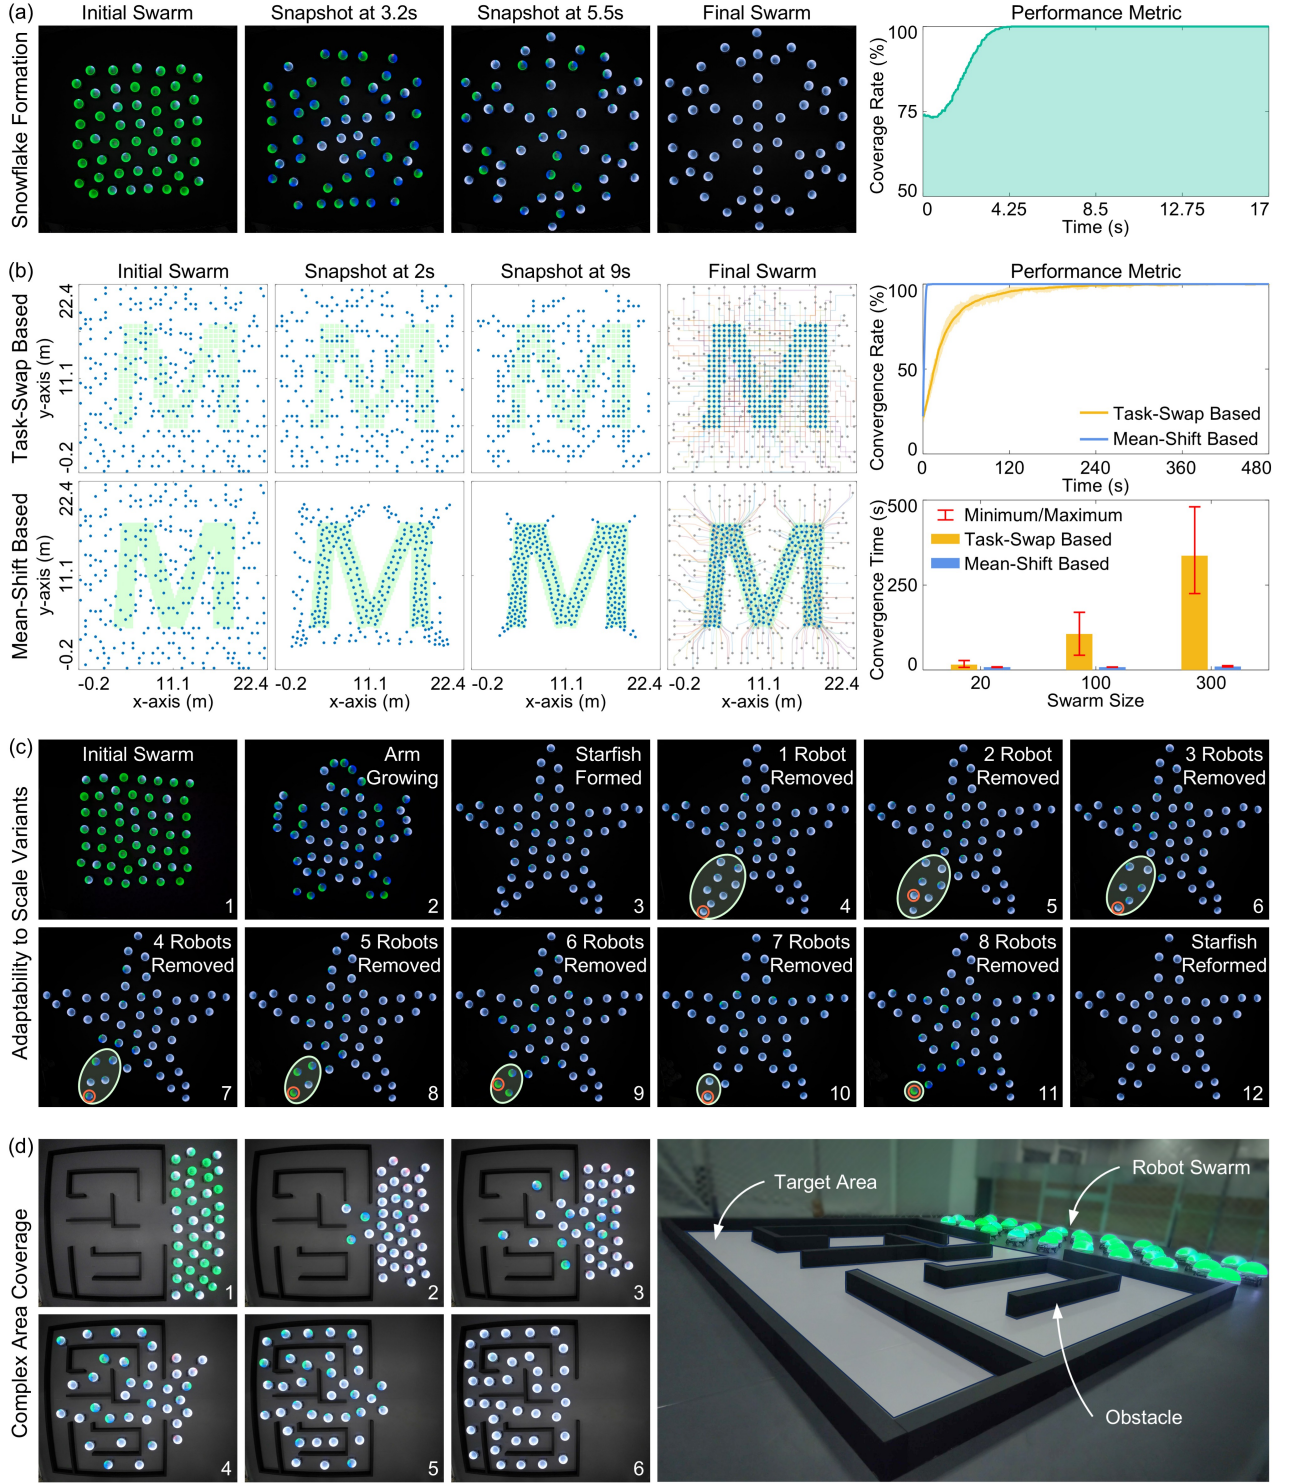 (a)
Initial Swarm
Snapshot at 3.2s
Snapshot at 5.5s
Final Swarm
Performance Metric
Snowflake Formation
Coverage Rate (%)
100
75
50
0
4.25
8.5
12.75
17
Time (s)
(b)
Initial Swarm
Snapshot at 2s
Snapshot at 9s
Final Swarm
Performance Metric
Task-Swap Based
y-axis (m)
22.4
11.1
-0.2
Convergence Rate (%)
100
50
0
Task-Swap Based
Mean-Shift Based
0
120
240
360
480
Time (s)
Mean-Shift Based
y-axis (m)
22.4
11.1
-0.2
-0.2 11.1 22.4
x-axis (m)
-0.2 11.1 22.4
x-axis (m)
-0.2 11.1 22.4
x-axis (m)
-0.2 11.1 22.4
x-axis (m)
Convergence Time (s)
500
250
0
Minimum/Maximum
Task-Swap Based
Mean-Shift Based
20
100
300
Swarm Size
(c)
Adaptability to Scale Variants
Initial Swarm
1
Arm
Growing
2
Starfish
Formed
3
1 Robot
Removed
4
2 Robot
Removed
5
3 Robots
Removed
6
4 Robots
Removed
7
5 Robots
Removed
8
6 Robots
Removed
9
7 Robots
Removed
10
8 Robots
Removed
11
Starfish
Reformed
12
(d)
Complex Area Coverage
1
2
3
4
5
6
Target Area
Robot Swarm
Obstacle